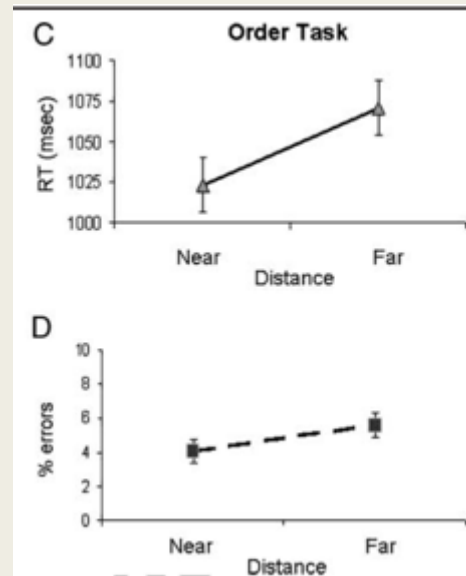 C
Order Task
1100
1075
1050
1025
1000
RT (msec)
Near
Far
Distance
D
10
8
6
4
2
0
% errors
Near
Far
Distance